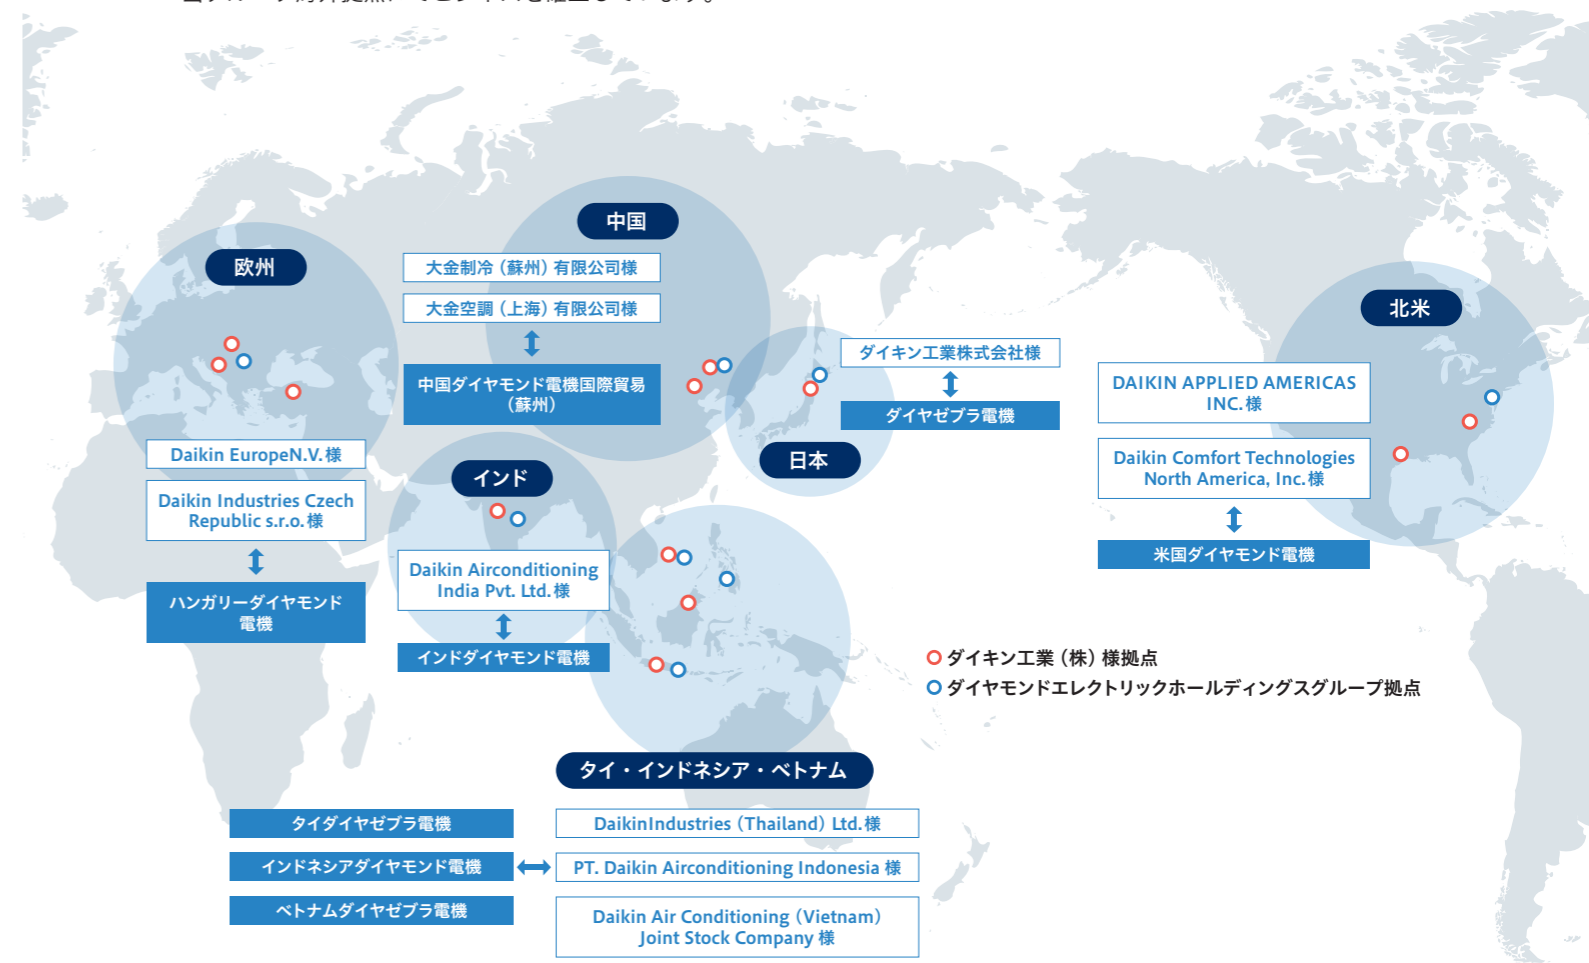 中国
大金制冷（蘇州）有限公司様
大金空調（上海）有限公司様
中国ダイヤモンド電機国際貿易
（蘇州）
欧州
Daikin EuropeN.V.様
Daikin Industries Czech
Republic s.r.o.様
ハンガリーダイヤモンド
電機
インド
Daikin Airconditioning
India Pvt. Ltd.様
インドダイヤモンド電機
ダイキン工業株式会社様
ダイヤゼブラ電機
日本
北米
DAIKIN APPLIED AMERICAS
INC.様
Daikin Comfort Technologies
North America, Inc.様
米国ダイヤモンド電機
ダイキン工業（株）様拠点
ダイヤモンドエレクトリックホールディングスグループ拠点
タイ・インドネシア・ベトナム
タイダイヤゼブラ電機
DaikinIndustries（Thailand）Ltd.様
インドネシアダイヤモンド電機
PT. Daikin Airconditioning Indonesia 様
ベトナムダイヤゼブラ電機
Daikin Air Conditioning（Vietnam）
Joint Stock Company 様